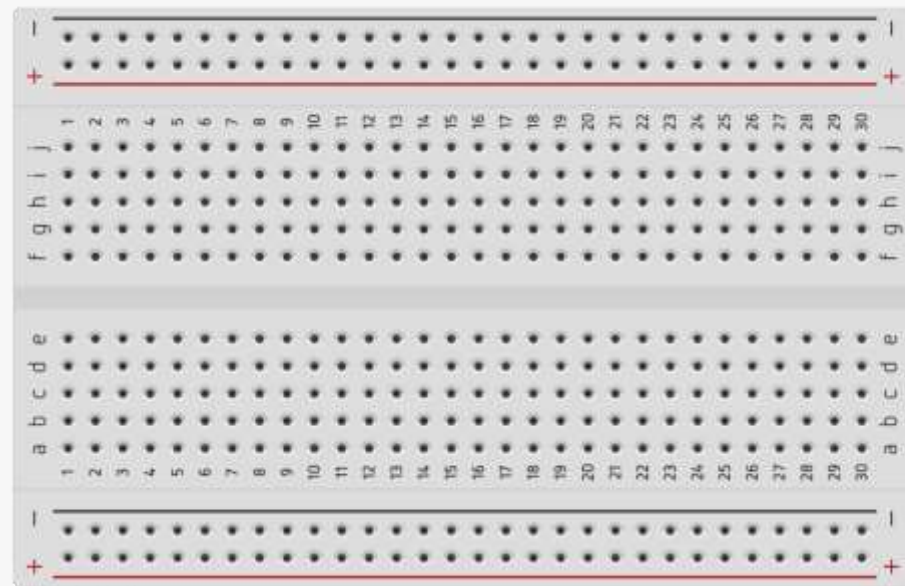 − −
+ +
1 2 3 4 5 6 7 8 9 10 11 12 13 14 15 16 17 18 19 20 21 22 23 24 25 26 27 28 29 30
j j
i i
h h
g g
f f
e e
d d
c c
b b
a a
1 2 3 4 5 6 7 8 9 10 11 12 13 14 15 16 17 18 19 20 21 22 23 24 25 26 27 28 29 30
− −
+ +